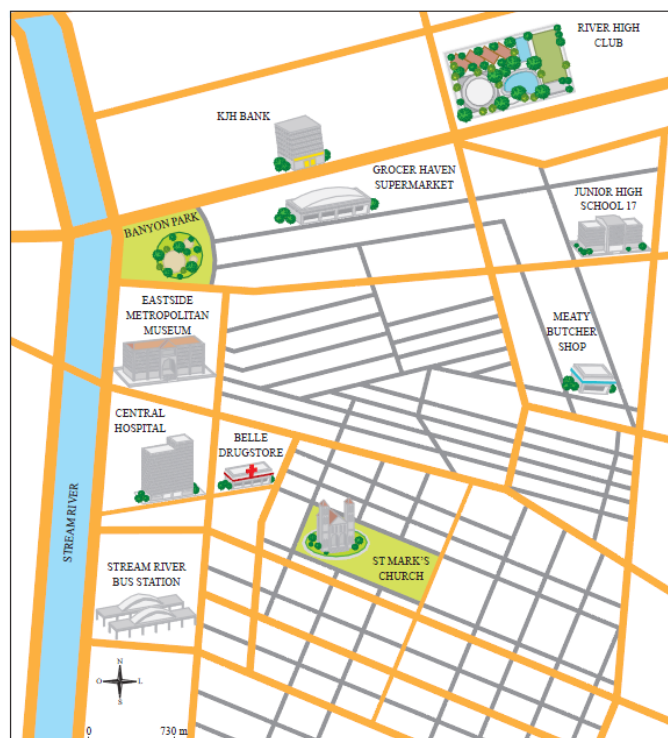 RIVER HIGH
CLUB
KJH BANK
GROCER HAVEN
SUPERMARKET
JUNIOR HIGH
SCHOOL 17
BANYON PARK
EASTSIDE
METROPOLITAN
MUSEUM
MEATY
BUTCHER
SHOP
CENTRAL
HOSPITAL
BELLE
DRUGSTORE
STREAM RIVER
ST MARK'S
CHURCH
STREAM RIVER
BUS STATION
N
O L
S
0 730 m